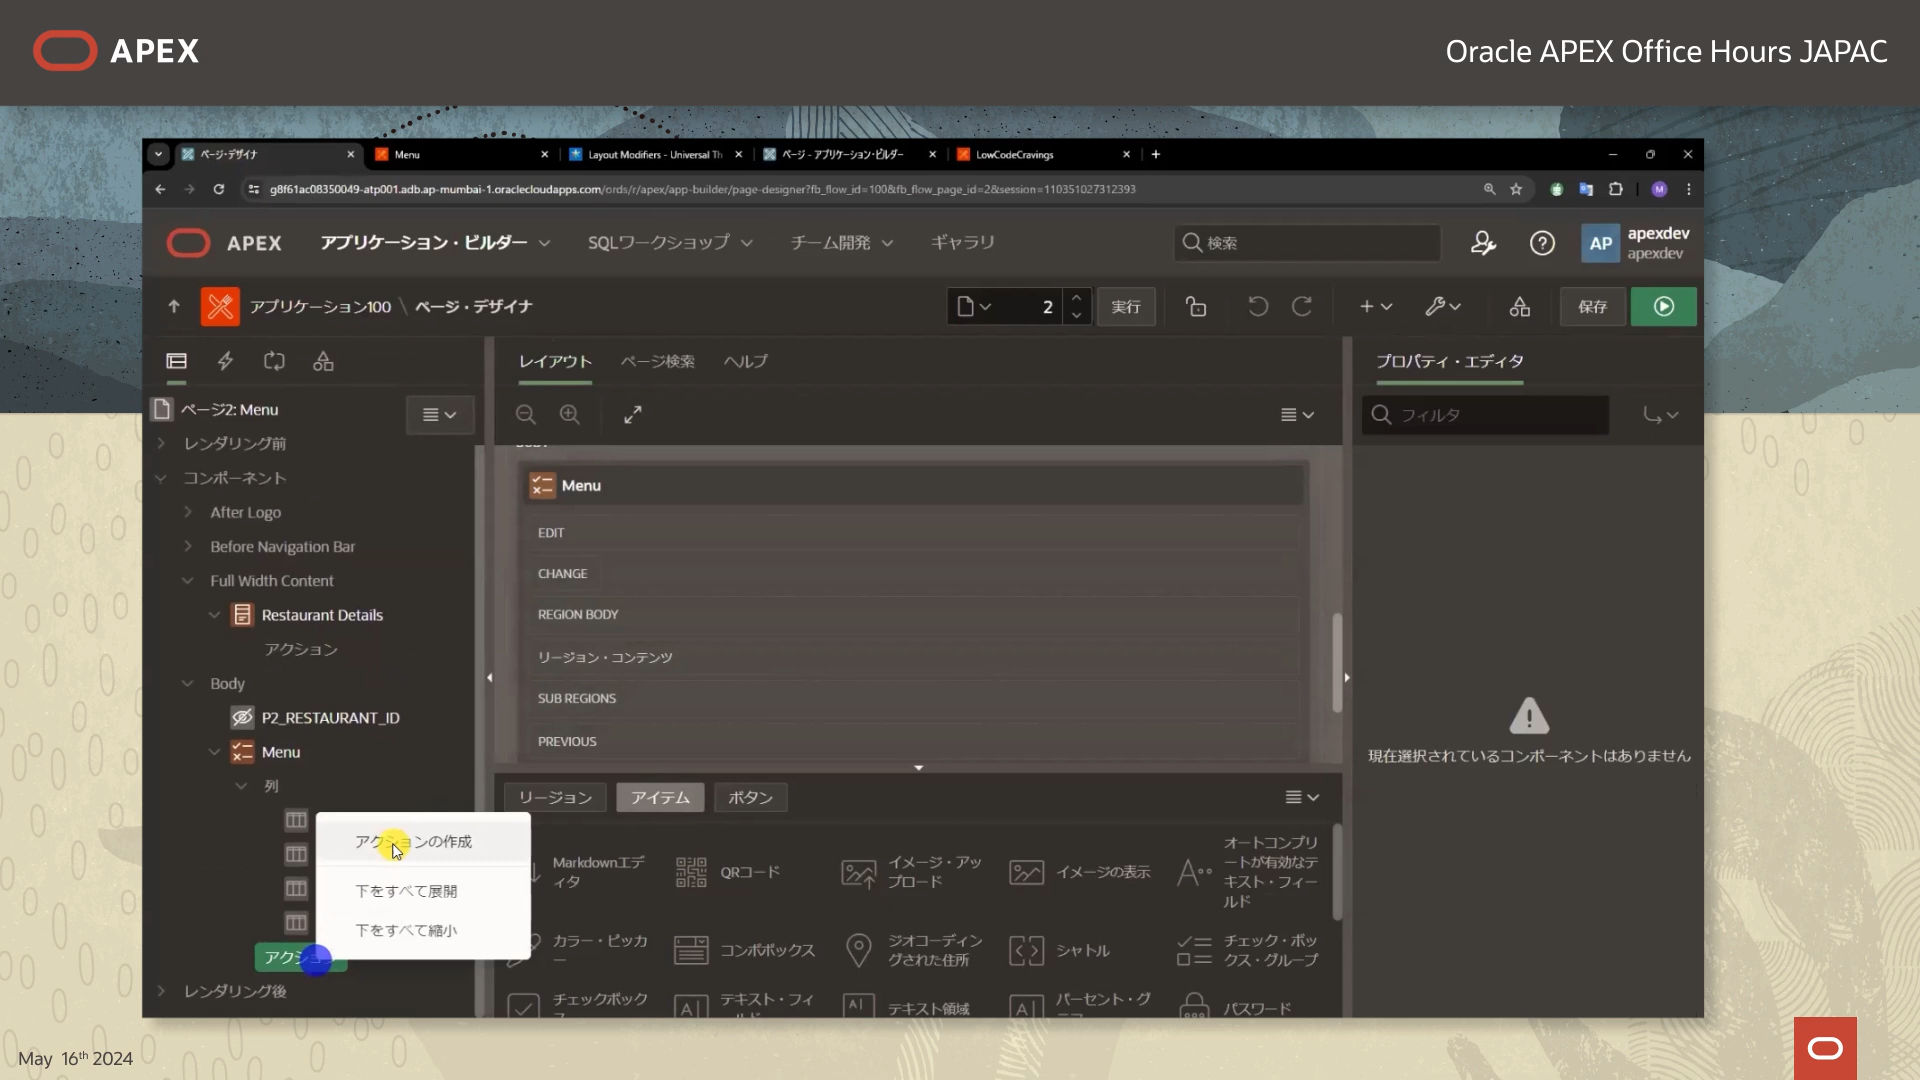 APEX
Oracle APEX Office Hours JAPAC
ページ・デザイナ
Menu
Layout Modifiers - Universal Th
ページ - アプリケーション・ビルダー
LowCodeCravings
g8f61ac08350049-atp001.adb.ap-mumbai-1.oraclecloudapps.com/ords/r/apex/app-builder/page-designer?fb_flow_id=100&fb_flow_page_id=2&session=110351027312393
M
APEX
アプリケーション・ビルダー
SQLワークショップ
チーム開発
ギャラリ
検索
AP
apexdev
apexdev
アプリケーション100 \ ページ・デザイナ
2
実行
保存
レイアウト
ページ検索
ヘルプ
プロパティ・エディタ
ページ2: Menu
フィルタ
レンダリング前
コンポーネント
After Logo
Before Navigation Bar
Full Width Content
Restaurant Details
アクション
Body
P2_RESTAURANT_ID
Menu
列
アクションの作成
下をすべて展開
下をすべて縮小
レンダリング後
Menu
EDIT
CHANGE
REGION BODY
リージョン・コンテンツ
SUB REGIONS
PREVIOUS
リージョン
アイテム
ボタン
Markdownエデ
ィタ
QRコード
イメージ・アッ
プロード
イメージの表示
オートコンプリ
ートが有効なテ
キスト・フィー
ルド
カラー・ピッカ
ー
コンボボックス
ジオコーディン
グされた住所
シャトル
チェック・ボッ
クス・グループ
チェックボック
テキスト・フィ
テキスト領域
パーセント・グ
パスワード
現在選択されているコンポーネントはありません
May 16th 2024